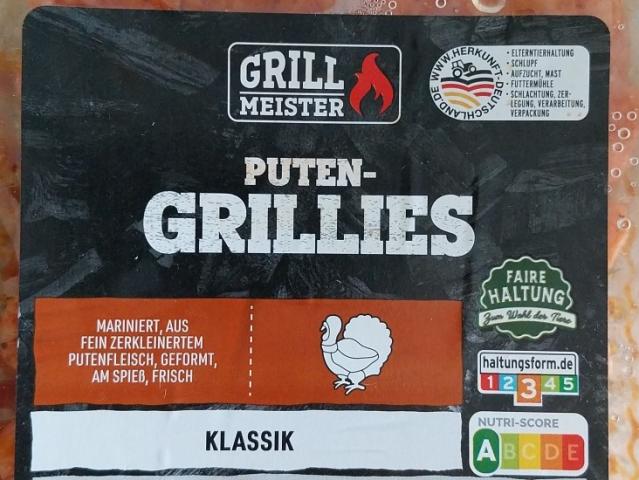 GRILL
MEISTER
WWW.HERKUNFT-DEUTSCHLAND.DE
• ELTERNTIERHALTUNG
• SCHLUPF
• AUFZUCHT, MAST
• FUTTERMÜHLE
• SCHLACHTUNG, ZER-
LEGUNG, VERARBEITUNG,
VERPACKUNG
PUTEN-
GRILLIES
FAIRE
HALTUNG
Zum Wohl der Tiere
MARINIERT, AUS
FEIN ZERKLEINERTEM
PUTENFLEISCH, GEFORMT,
AM SPIEß, FRISCH
haltungsform.de
1 2 3 4 5
KLASSIK
NUTRI-SCORE
A B C D E